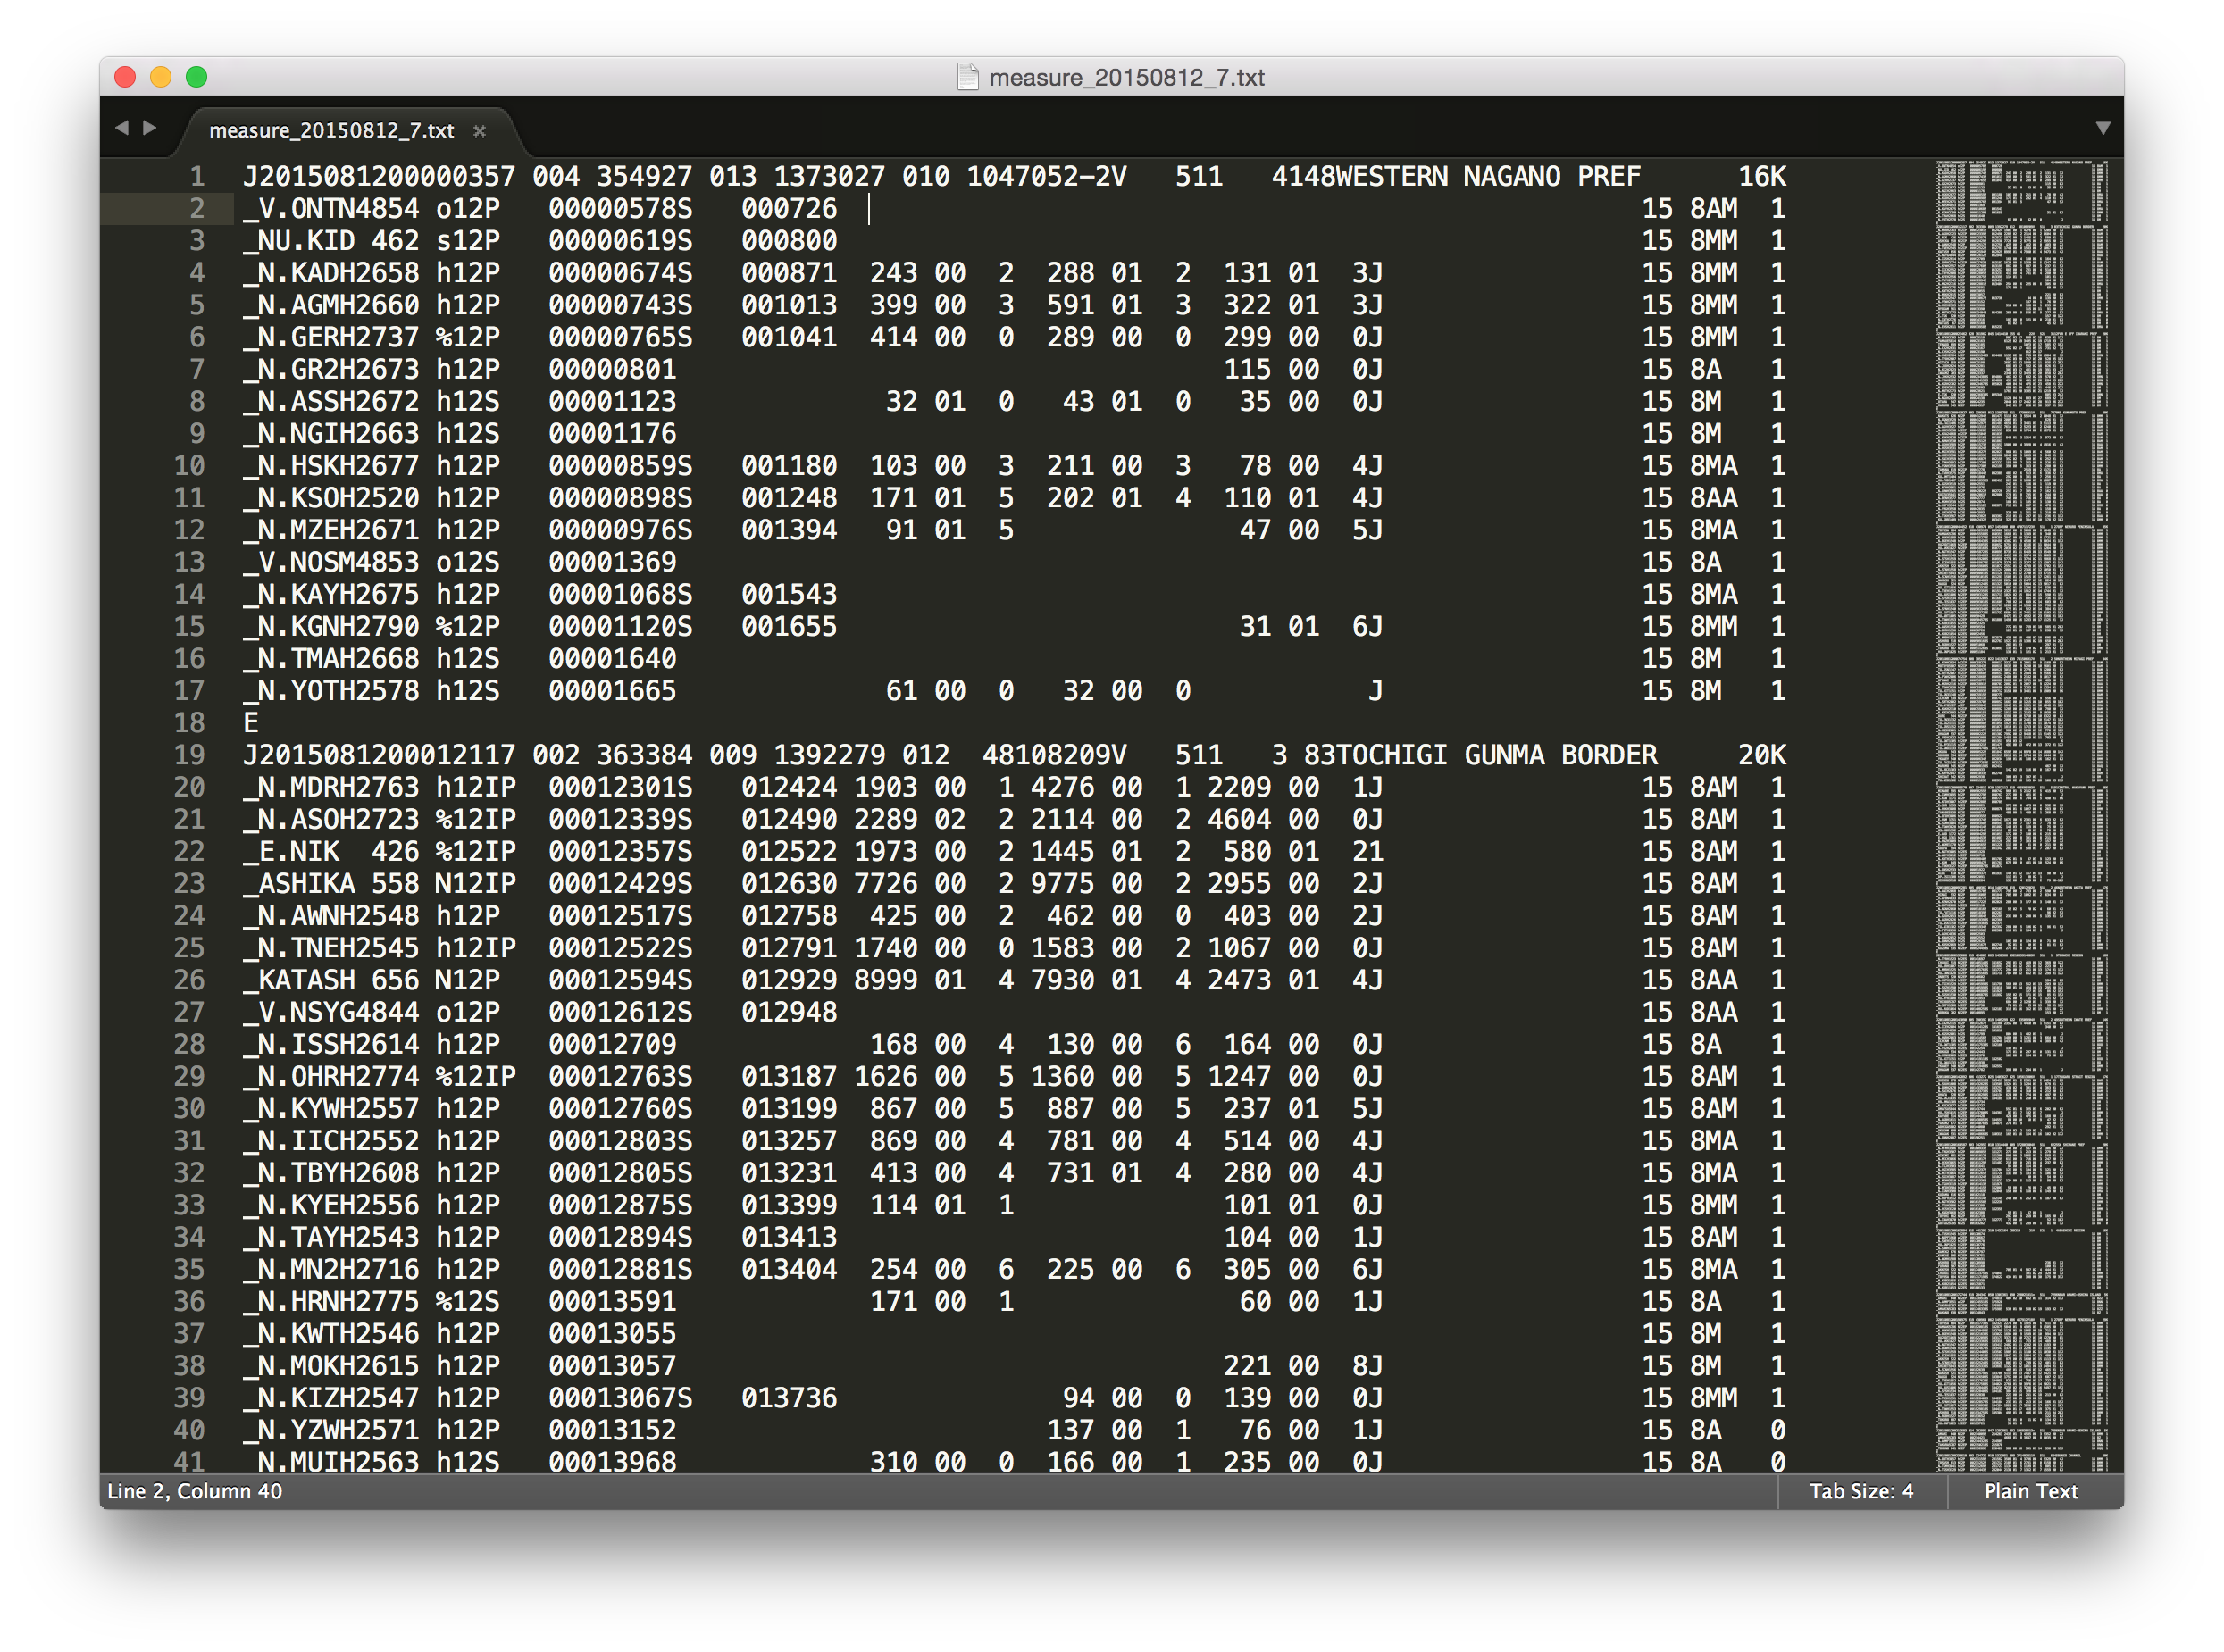 measure_20150812_7.txt
measure_20150812_7.txt ×
1 J2015081200000357 004 354927 013 1373027 010 1047052-2V   511   4148WESTERN NAGANO PREF      16K
2 _V.ONTN4854 o12P   00000578S   000726                                                  15 8AM  1
3 _NU.KID 462 s12P   00000619S   000800                                                  15 8MM  1
4 _N.KADH2658 h12P   00000674S   000871  243 00  2  288 01  2  131 01  3J                15 8MM  1
5 _N.AGMH2660 h12P   00000743S   001013  399 00  3  591 01  3  322 01  3J                15 8MM  1
6 _N.GERH2737 %12P   00000765S   001041  414 00  0  289 00  0  299 00  0J                15 8MM  1
7 _N.GR2H2673 h12P   00000801                                  115 00  0J                15 8A   1
8 _N.ASSH2672 h12S   00001123             32 01  0   43 01  0   35 00  0J                15 8M   1
9 _N.NGIH2663 h12S   00001176                                                            15 8M   1
10 _N.HSKH2677 h12P   00000859S   001180  103 00  3  211 00  3   78 00  4J                15 8MA  1
11 _N.KSOH2520 h12P   00000898S   001248  171 01  5  202 01  4  110 01  4J                15 8AA  1
12 _N.MZEH2671 h12P   00000976S   001394   91 01  5              47 00  5J                15 8MA  1
13 _V.NOSM4853 o12S   00001369                                                            15 8A   1
14 _N.KAYH2675 h12P   00001068S   001543                                                  15 8MA  1
15 _N.KGNH2790 %12P   00001120S   001655                         31 01  6J                15 8MM  1
16 _N.TMAH2668 h12S   00001640                                                            15 8M   1
17 _N.YOTH2578 h12S   00001665             61 00  0   32 00  0           J                15 8M   1
18 E
19 J2015081200012117 002 363384 009 1392279 012  48108209V   511   3 83TOCHIGI GUNMA BORDER     20K
20 _N.MDRH2763 h12IP  00012301S   012424 1903 00  1 4276 00  1 2209 00  1J                15 8AM  1
21 _N.ASOH2723 %12IP  00012339S   012490 2289 02  2 2114 00  2 4604 00  0J                15 8AM  1
22 _E.NIK  426 %12IP  00012357S   012522 1973 00  2 1445 01  2  580 01  21                15 8AM  1
23 _ASHIKA 558 N12IP  00012429S   012630 7726 00  2 9775 00  2 2955 00  2J                15 8AM  1
24 _N.AWNH2548 h12P   00012517S   012758  425 00  2  462 00  0  403 00  2J                15 8AM  1
25 _N.TNEH2545 h12IP  00012522S   012791 1740 00  0 1583 00  2 1067 00  0J                15 8AM  1
26 _KATASH 656 N12P   00012594S   012929 8999 01  4 7930 01  4 2473 01  4J                15 8AA  1
27 _V.NSYG4844 o12P   00012612S   012948                                                  15 8AA  1
28 _N.ISSH2614 h12P   00012709            168 00  4  130 00  6  164 00  0J                15 8A   1
29 _N.OHRH2774 %12IP  00012763S   013187 1626 00  5 1360 00  5 1247 00  0J                15 8AM  1
30 _N.KYWH2557 h12P   00012760S   013199  867 00  5  887 00  5  237 01  5J                15 8AM  1
31 _N.IICH2552 h12P   00012803S   013257  869 00  4  781 00  4  514 00  4J                15 8MA  1
32 _N.TBYH2608 h12P   00012805S   013231  413 00  4  731 01  4  280 00  4J                15 8MA  1
33 _N.KYEH2556 h12P   00012875S   013399  114 01  1             101 01  0J                15 8MM  1
34 _N.TAYH2543 h12P   00012894S   013413                        104 00  1J                15 8AM  1
35 _N.MN2H2716 h12P   00012881S   013404  254 00  6  225 00  6  305 00  6J                15 8MA  1
36 _N.HRNH2775 %12S   00013591            171 00  1              60 00  1J                15 8A   1
37 _N.KWTH2546 h12P   00013055                                                            15 8M   1
38 _N.MOKH2615 h12P   00013057                                  221 00  8J                15 8M   1
39 _N.KIZH2547 h12P   00013067S   013736              94 00  0  139 00  0J                15 8MM  1
40 _N.YZWH2571 h12P   00013152                       137 00  1   76 00  1J                15 8A   0
41 _N.MUIH2563 h12S   00013968            310 00  0  166 00  1  235 00  0J                15 8A   0
Line 2, Column 40
Tab Size: 4
Plain Text